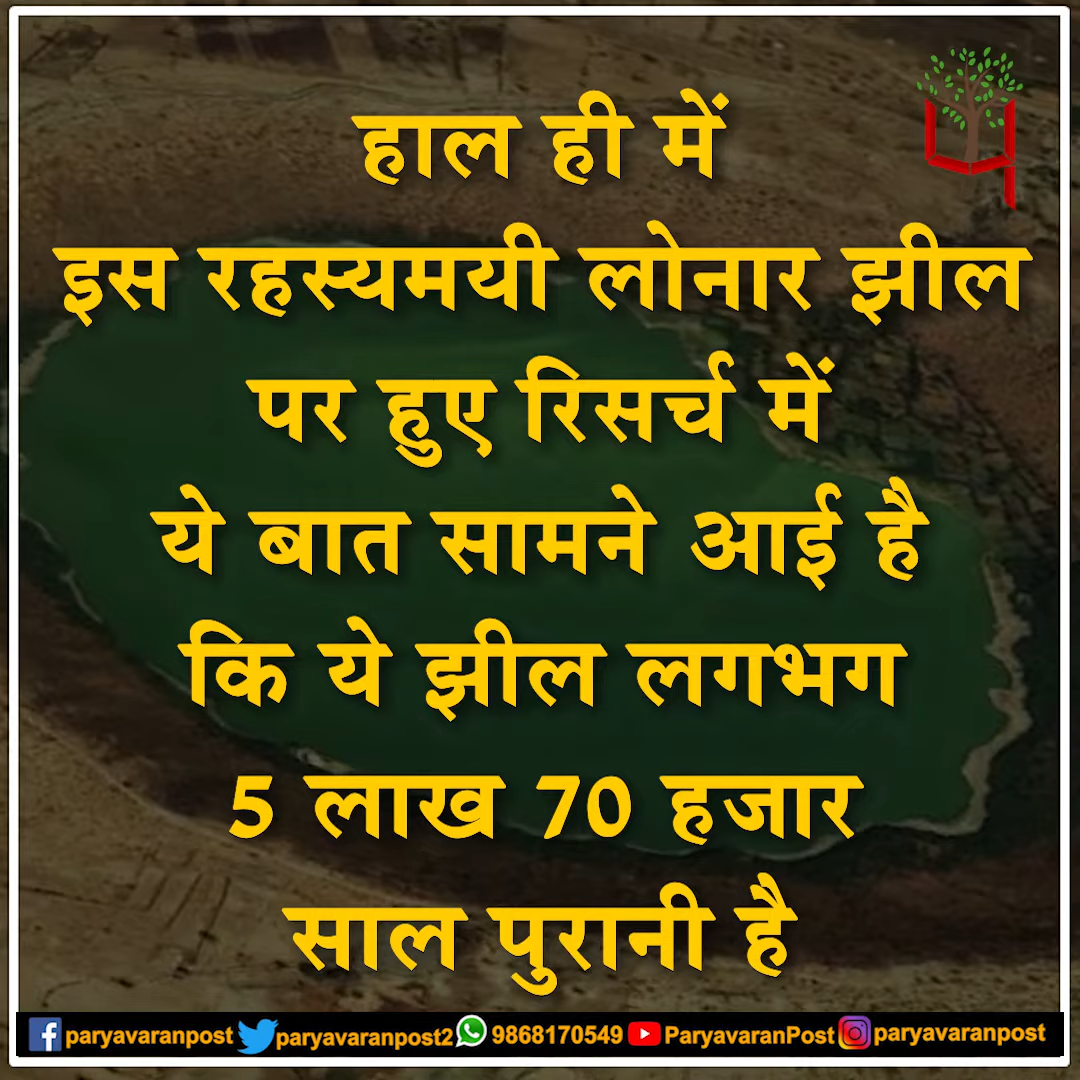 हाल ही में
इस रहस्यमयी लोनार झील
पर हुए रिसर्च में
ये बात सामने आई है
कि ये झील लगभग
5 लाख 70 हजार
साल पुरानी है
paryavaranpost paryavaranpost2 9868170549 ParyavaranPost paryavaranpost